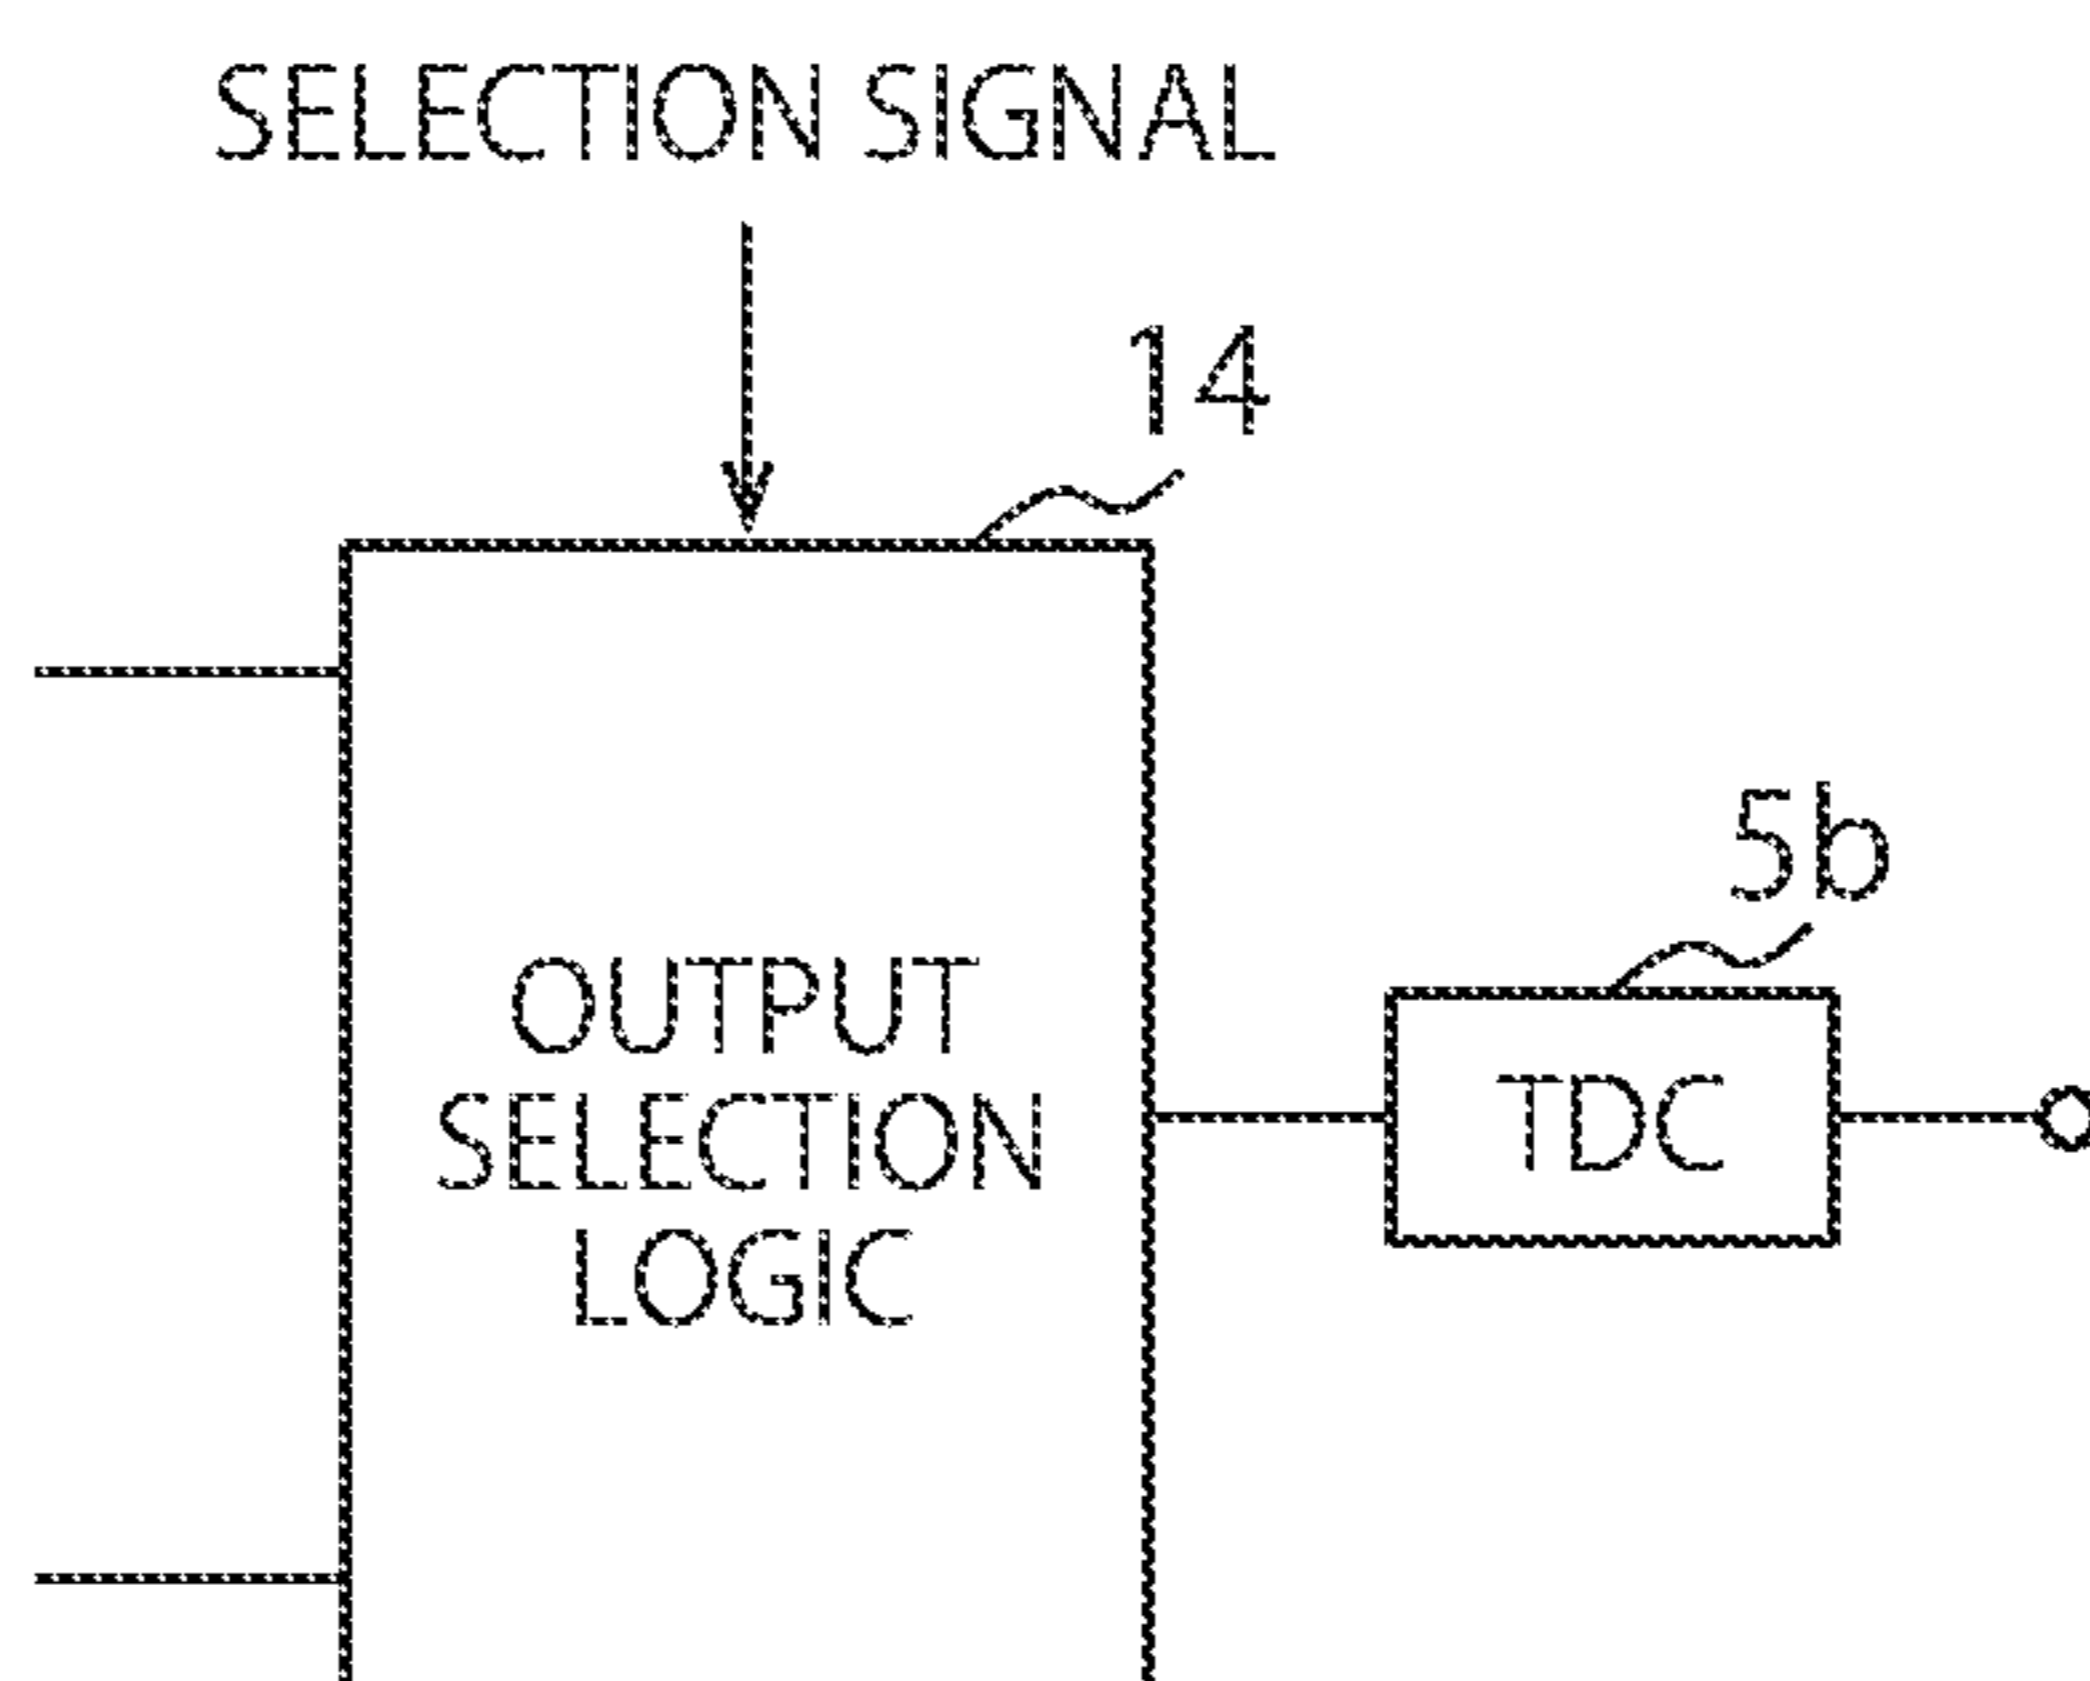 SELECTION SIGNAL
14
5b
OUTPUT
SELECTION
LOGIC
TDC